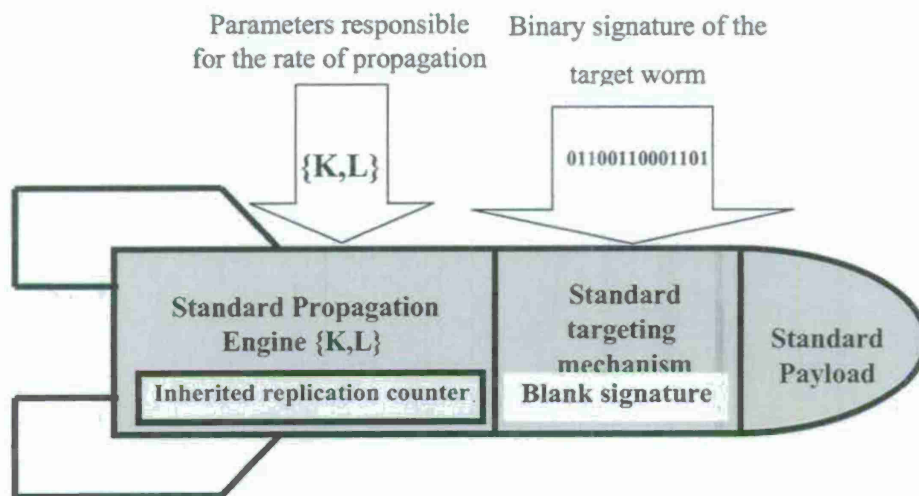 Parameters responsible
for the rate of propagation
Binary signature of the
target worm
{K,L}
01100110001101
Standard Propagation
Engine {K,L}
Inherited replication counter
Standard
targeting
mechanism
Blank signature
Standard
Payload